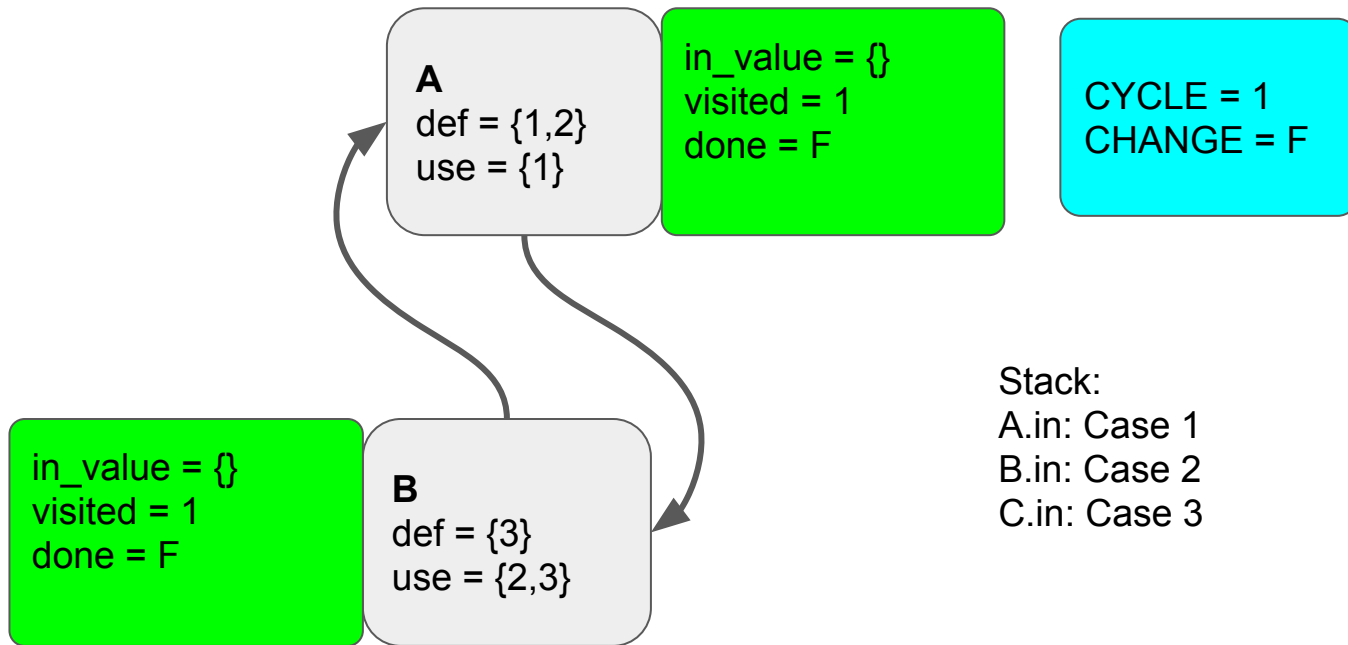 A
def = {1,2}
use = {1}
in_value = {}
visited = 1
done = F
CYCLE = 1
CHANGE = F
Stack:
A.in: Case 1
B.in: Case 2
C.in: Case 3
in_value = {}
visited = 1
done = F
B
def = {3}
use = {2,3}